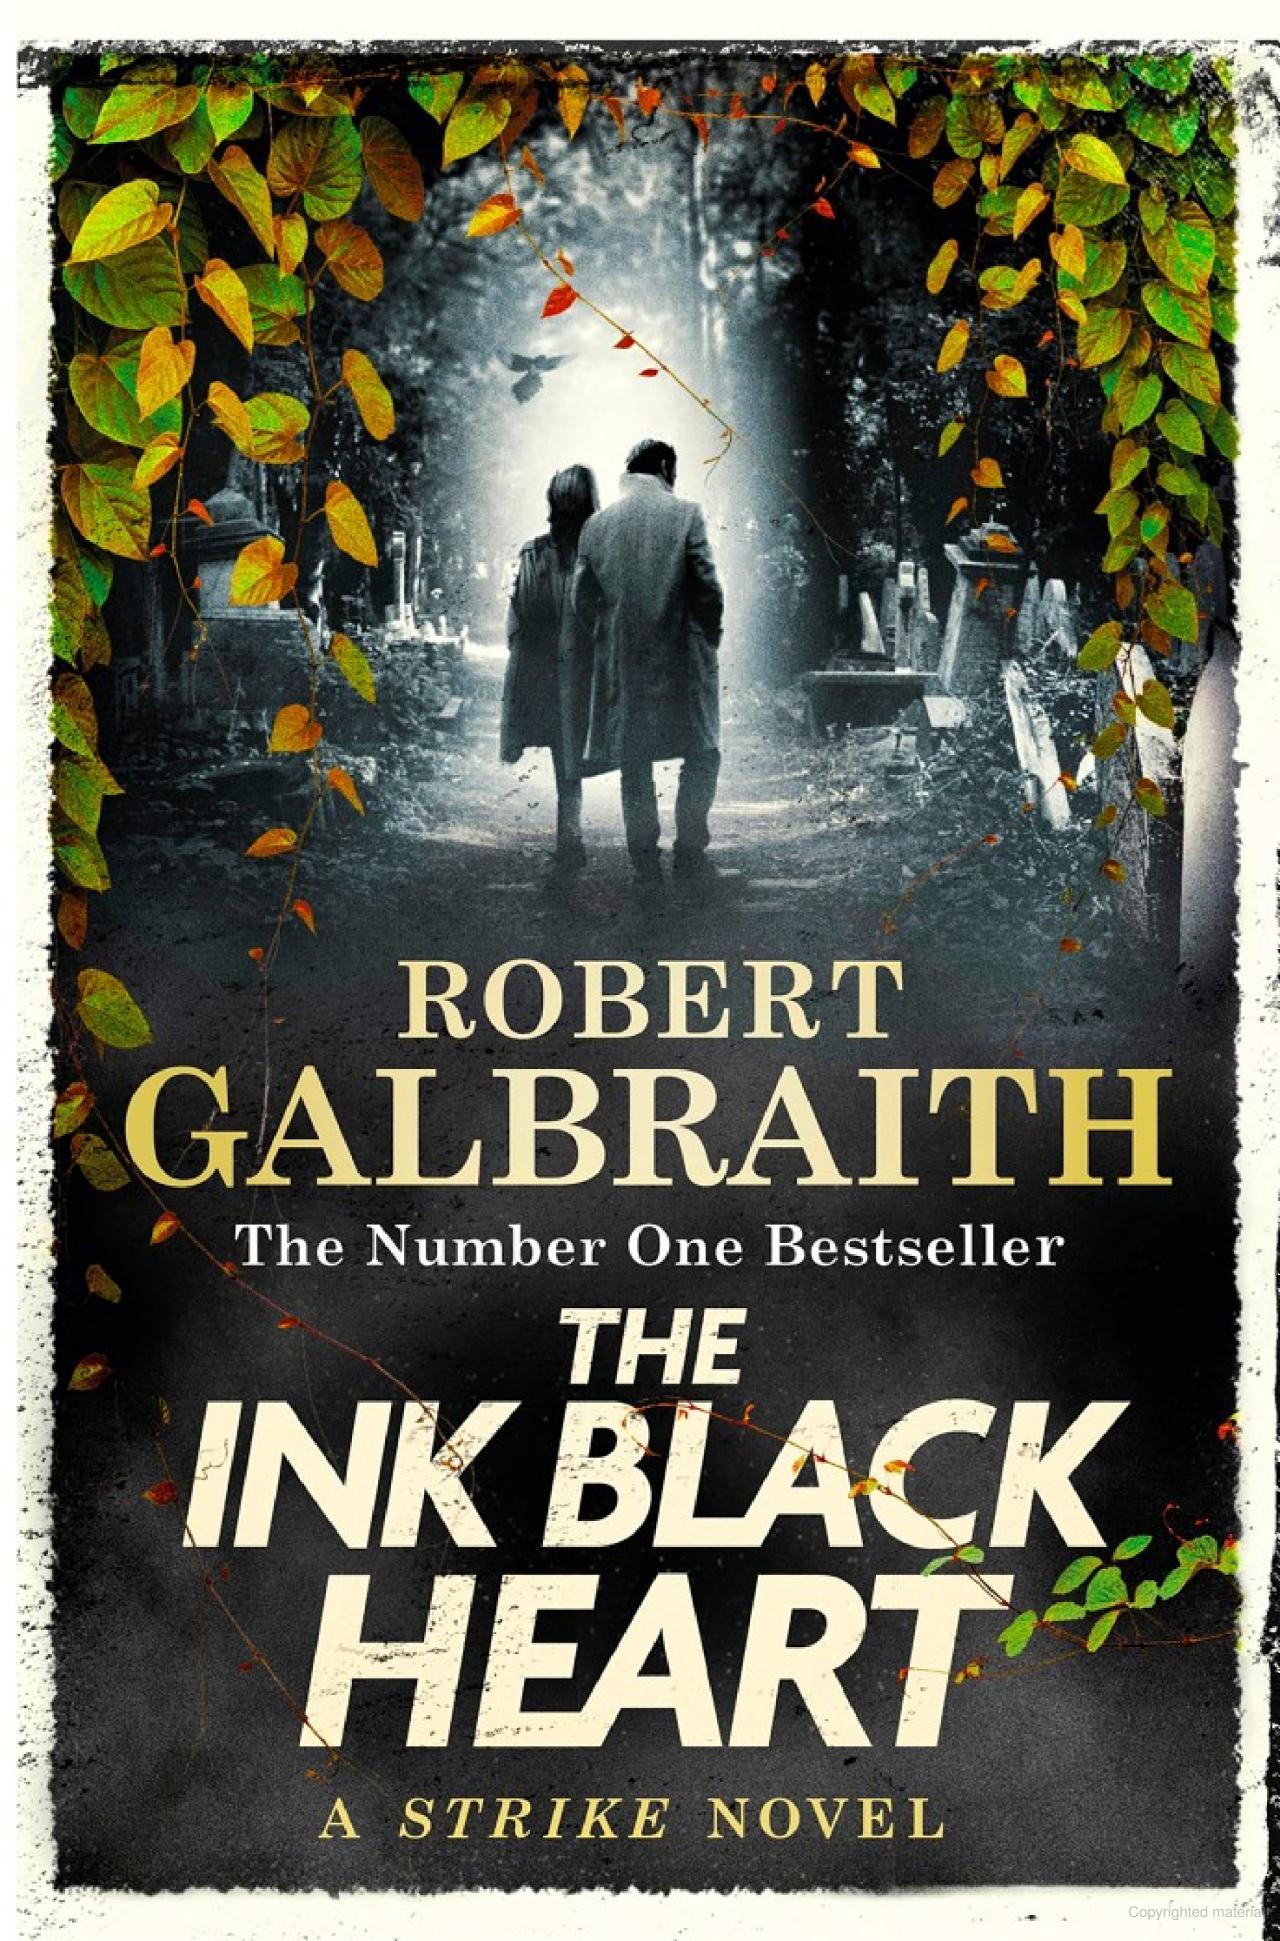 ROBERT
GALBRAITH
The Number One Bestseller
THE
INK BLACK
HEART
A STRIKE NOVEL
Copyrighted material